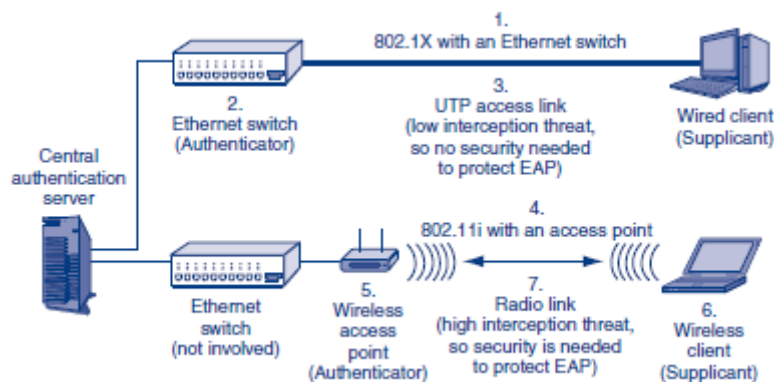 1.
802.1X with an Ethernet switch
2.
Ethernet switch
(Authenticator)
3.
UTP access link
(low interception threat,
so no security needed
to protect EAP)
Wired client
(Supplicant)
Central
authentication
server
4.
802.11i with an access point
Ethernet
switch
(not involved)
5.
Wireless
access
point
(Authenticator)
7.
Radio link
(high interception threat,
so security is needed
to protect EAP)
6.
Wireless
client
(Supplicant)